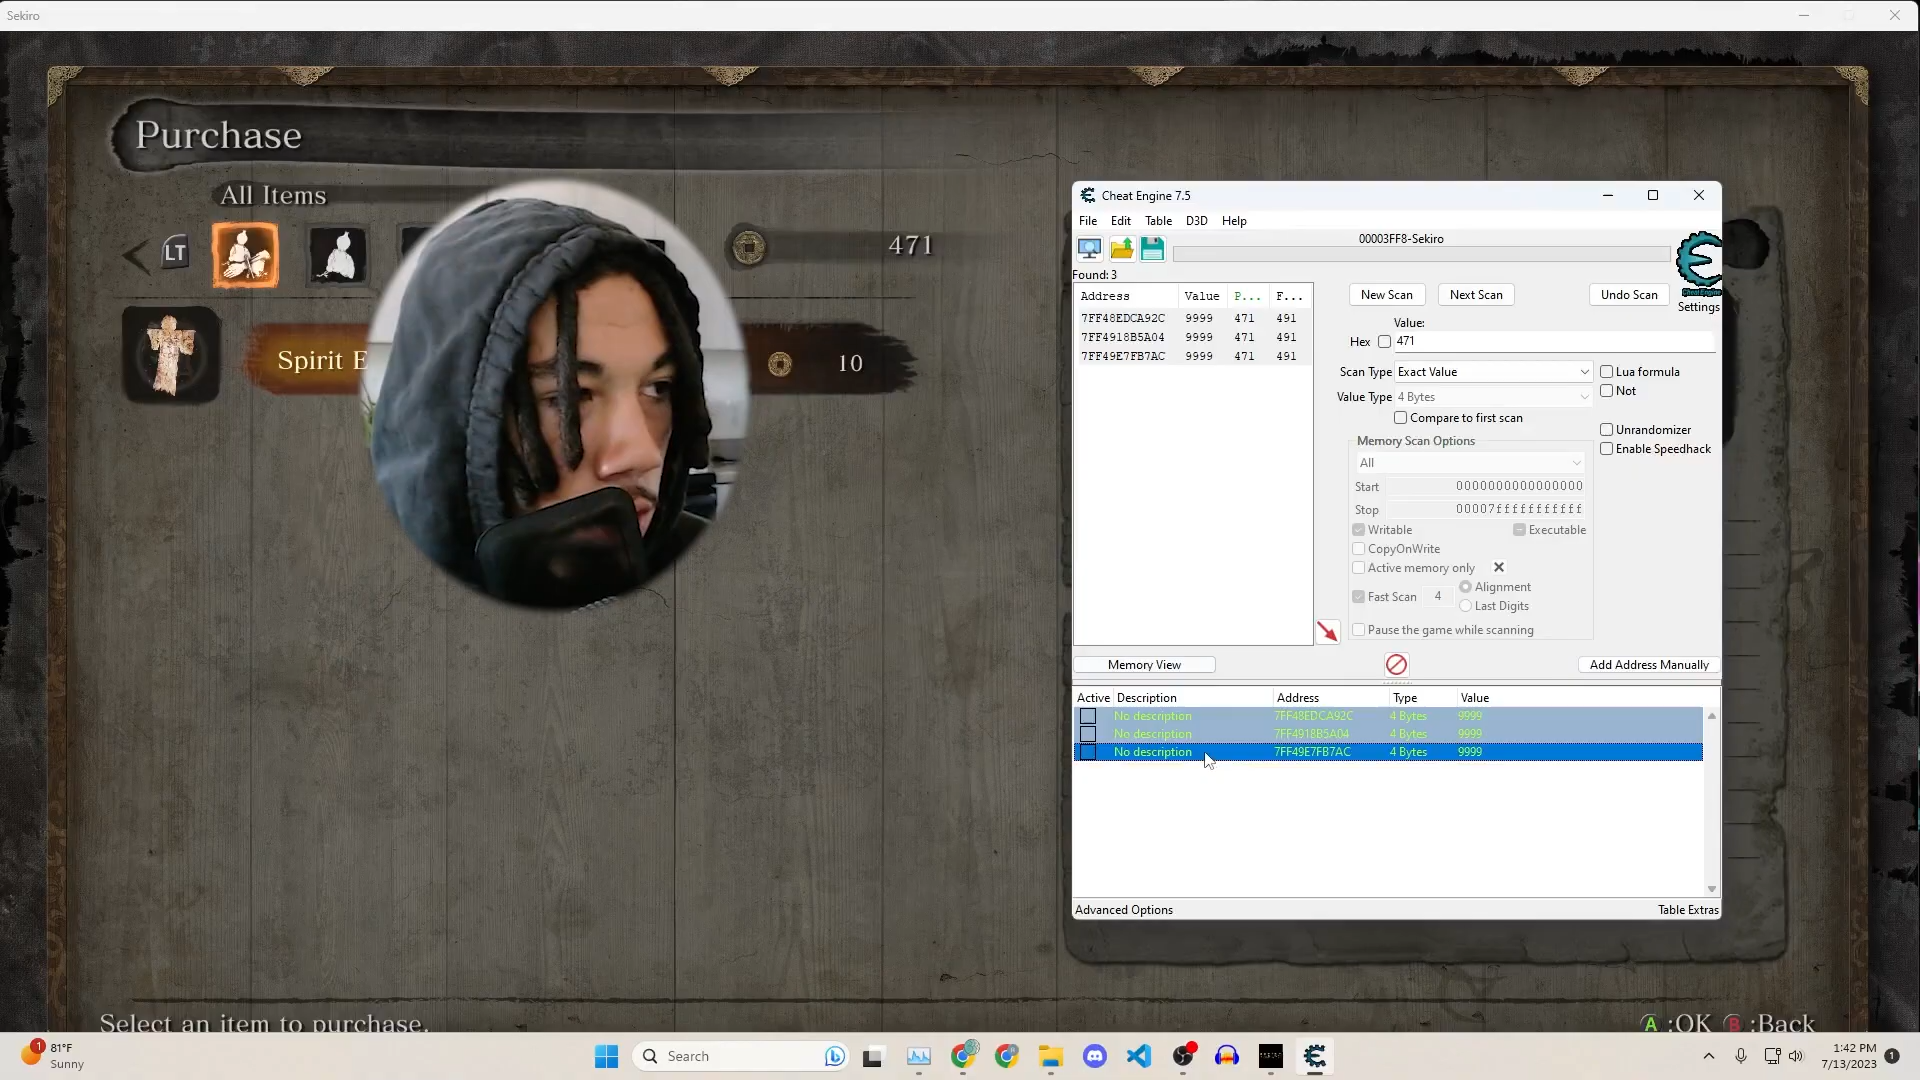 Sekiro
Purchase
All Items
LT
471
Spirit E
10
Cheat Engine 7.5
File Edit Table D3D Help
00003FF8-Sekiro
Found: 3
Address Value P... F...
7FF48EDCA92C 9999 471 491
7FF4918B5A04 9999 471 491
7FF49E7FB7AC 9999 471 491
New Scan Next Scan Undo Scan
Settings
Value:
Hex 471
Scan Type Exact Value Lua formula
Not
Value Type 4 Bytes
Compare to first scan
Unrandomizer
Memory Scan Options
Enable Speedhack
All
Start 0000000000000000
Stop 00007fffffffffff
Writable Executable
CopyOnWrite
Active memory only
Fast Scan 4 Alignment
Last Digits
Pause the game while scanning
Memory View Add Address Manually
Active Description Address Type Value
No description 7FF48EDCA92C 4 Bytes 9999
No description 7FF4918B5A04 4 Bytes 9999
No description 7FF49E7FB7AC 4 Bytes 9999
Advanced Options Table Extras
Select an item to purchase.
A :OK B :Back
1
81°F
Sunny
Search
1:42 PM
7/13/2023
1